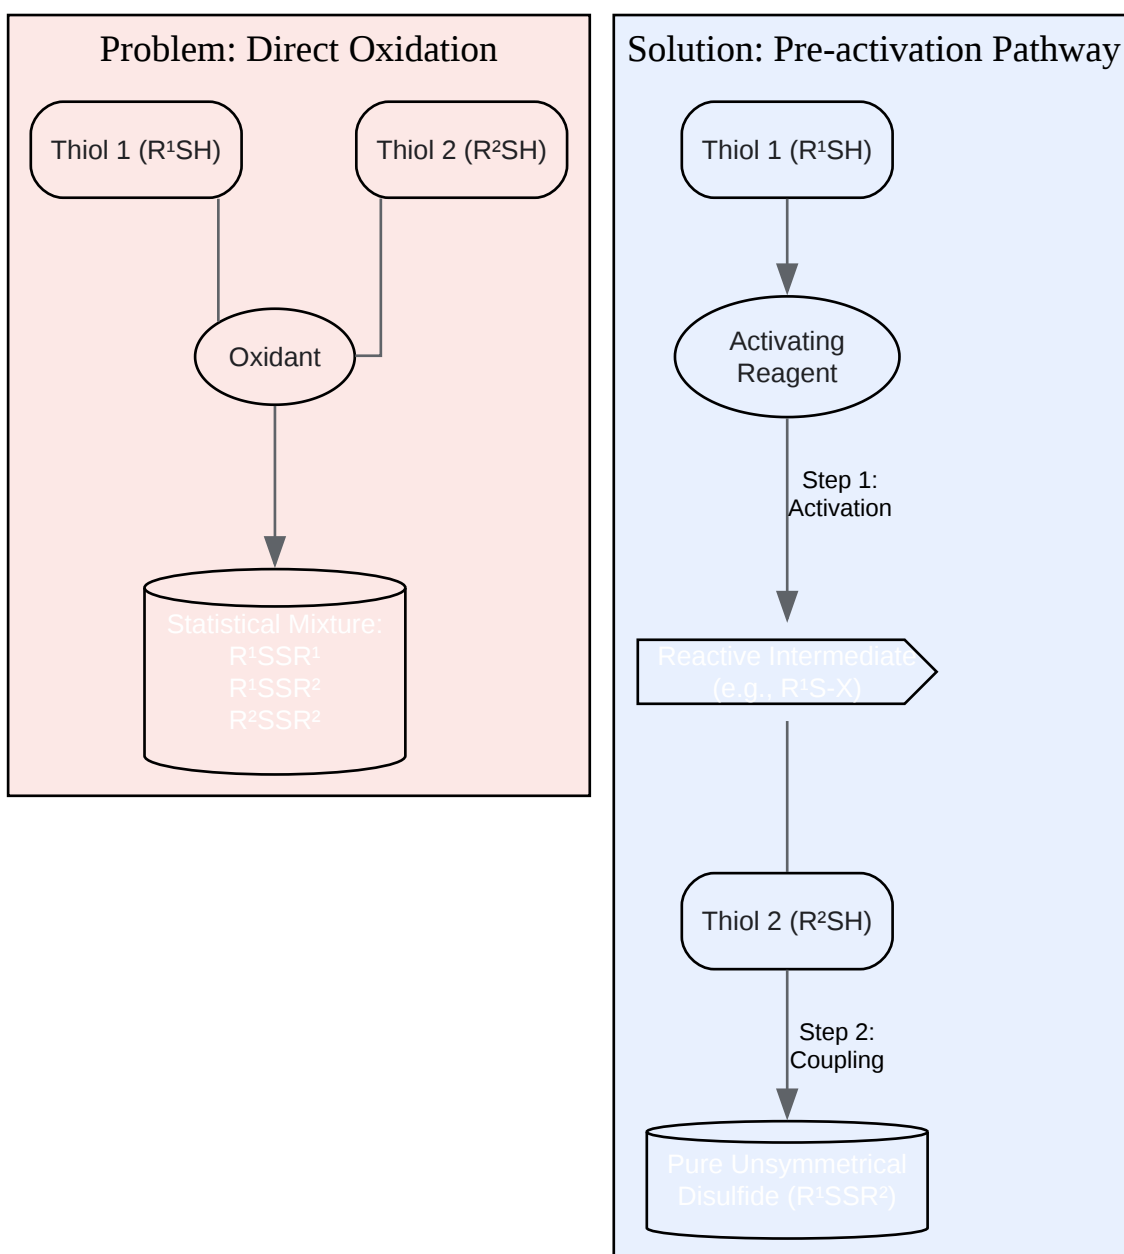 Problem: Direct Oxidation
Thiol 1 (R¹SH)
Thiol 2 (R²SH)
Oxidant
Statistical Mixture:
R¹SSR¹
R¹SSR²
R²SSR²
Solution: Pre-activation Pathway
Thiol 1 (R¹SH)
Activating
Reagent
Step 1:
Activation
Reactive Intermediate
(e.g., R¹S-X)
Thiol 2 (R²SH)
Step 2:
Coupling
Pure Unsymmetrical
Disulfide (R¹SSR²)